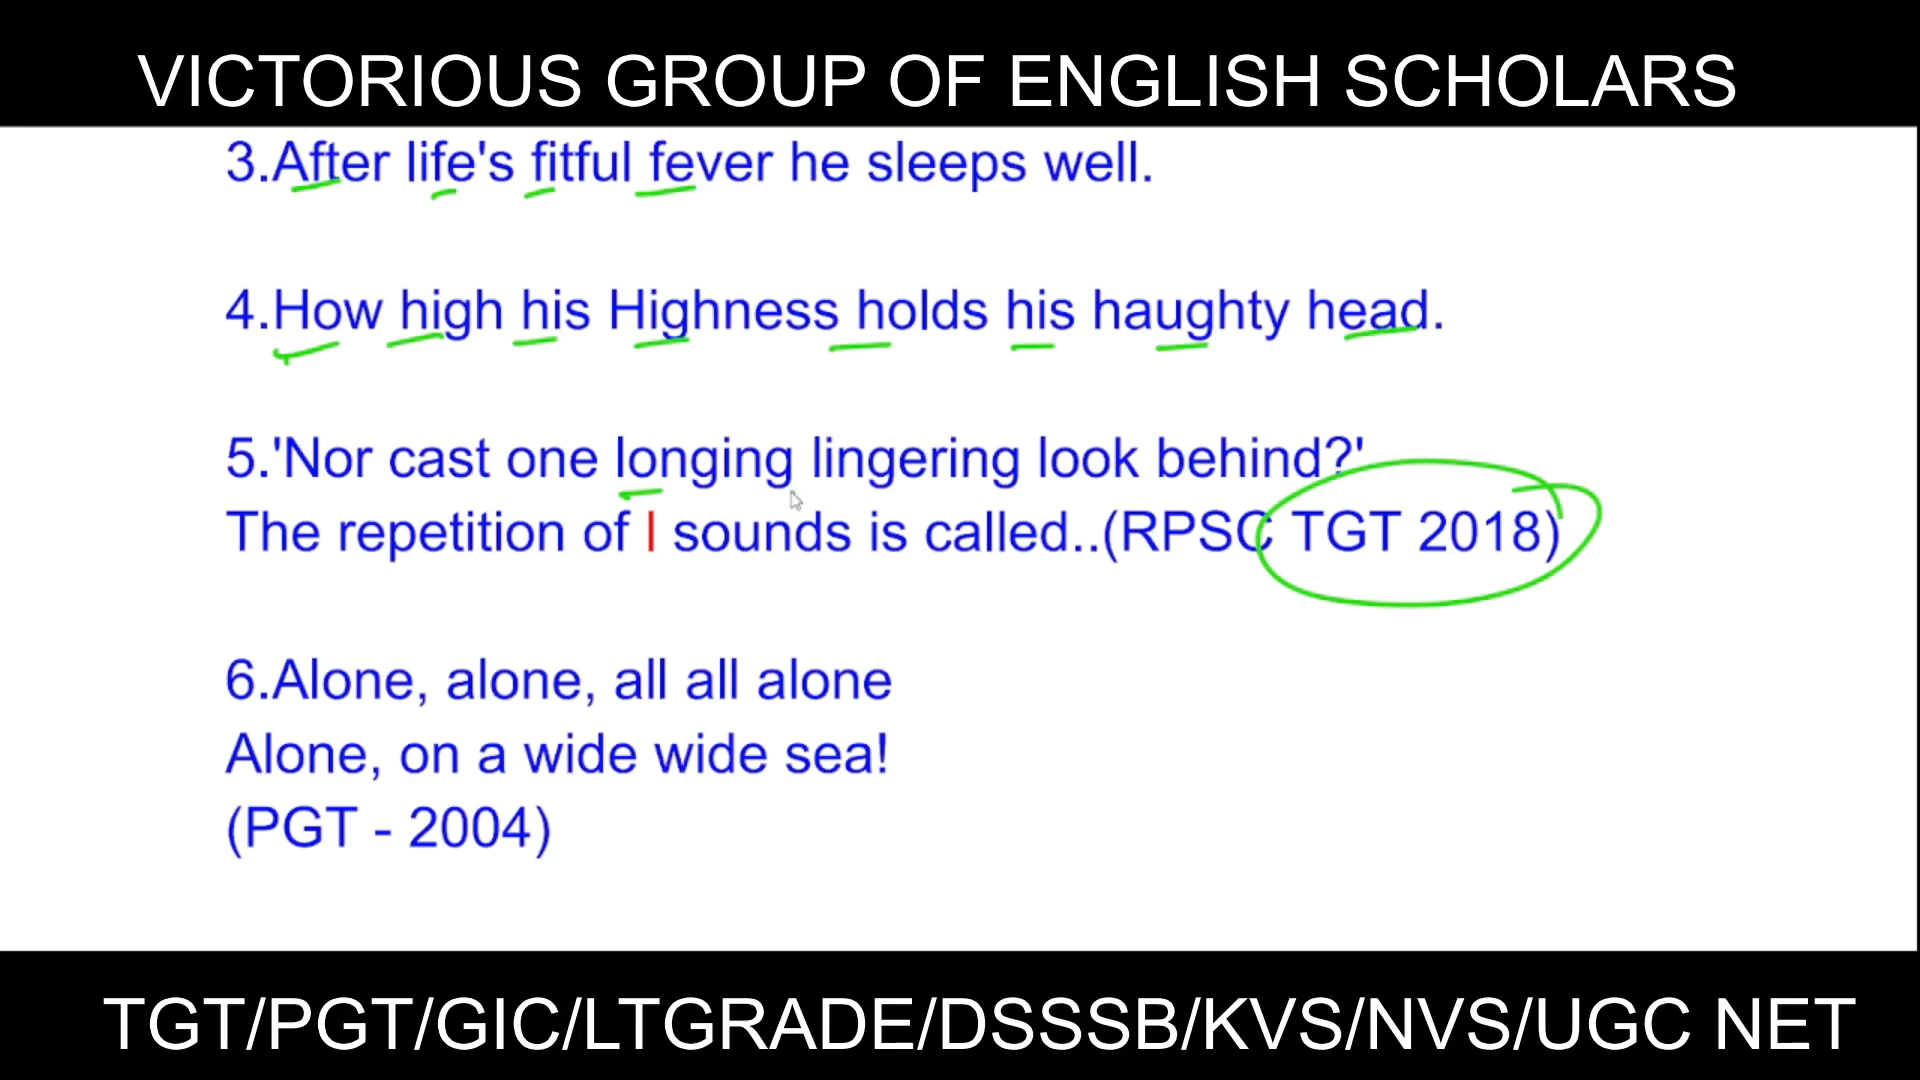 VICTORIOUS GROUP OF ENGLISH SCHOLARS
3.After life's fitful fever he sleeps well.
4.How high his Highness holds his haughty head.
5.'Nor cast one longing lingering look behind?'
The repetition of l sounds is called..(RPSC TGT 2018)
6.Alone, alone, all all alone
Alone, on a wide wide sea!
(PGT - 2004)
TGT/PGT/GIC/LTGRADE/DSSSB/KVS/NVS/UGC NET